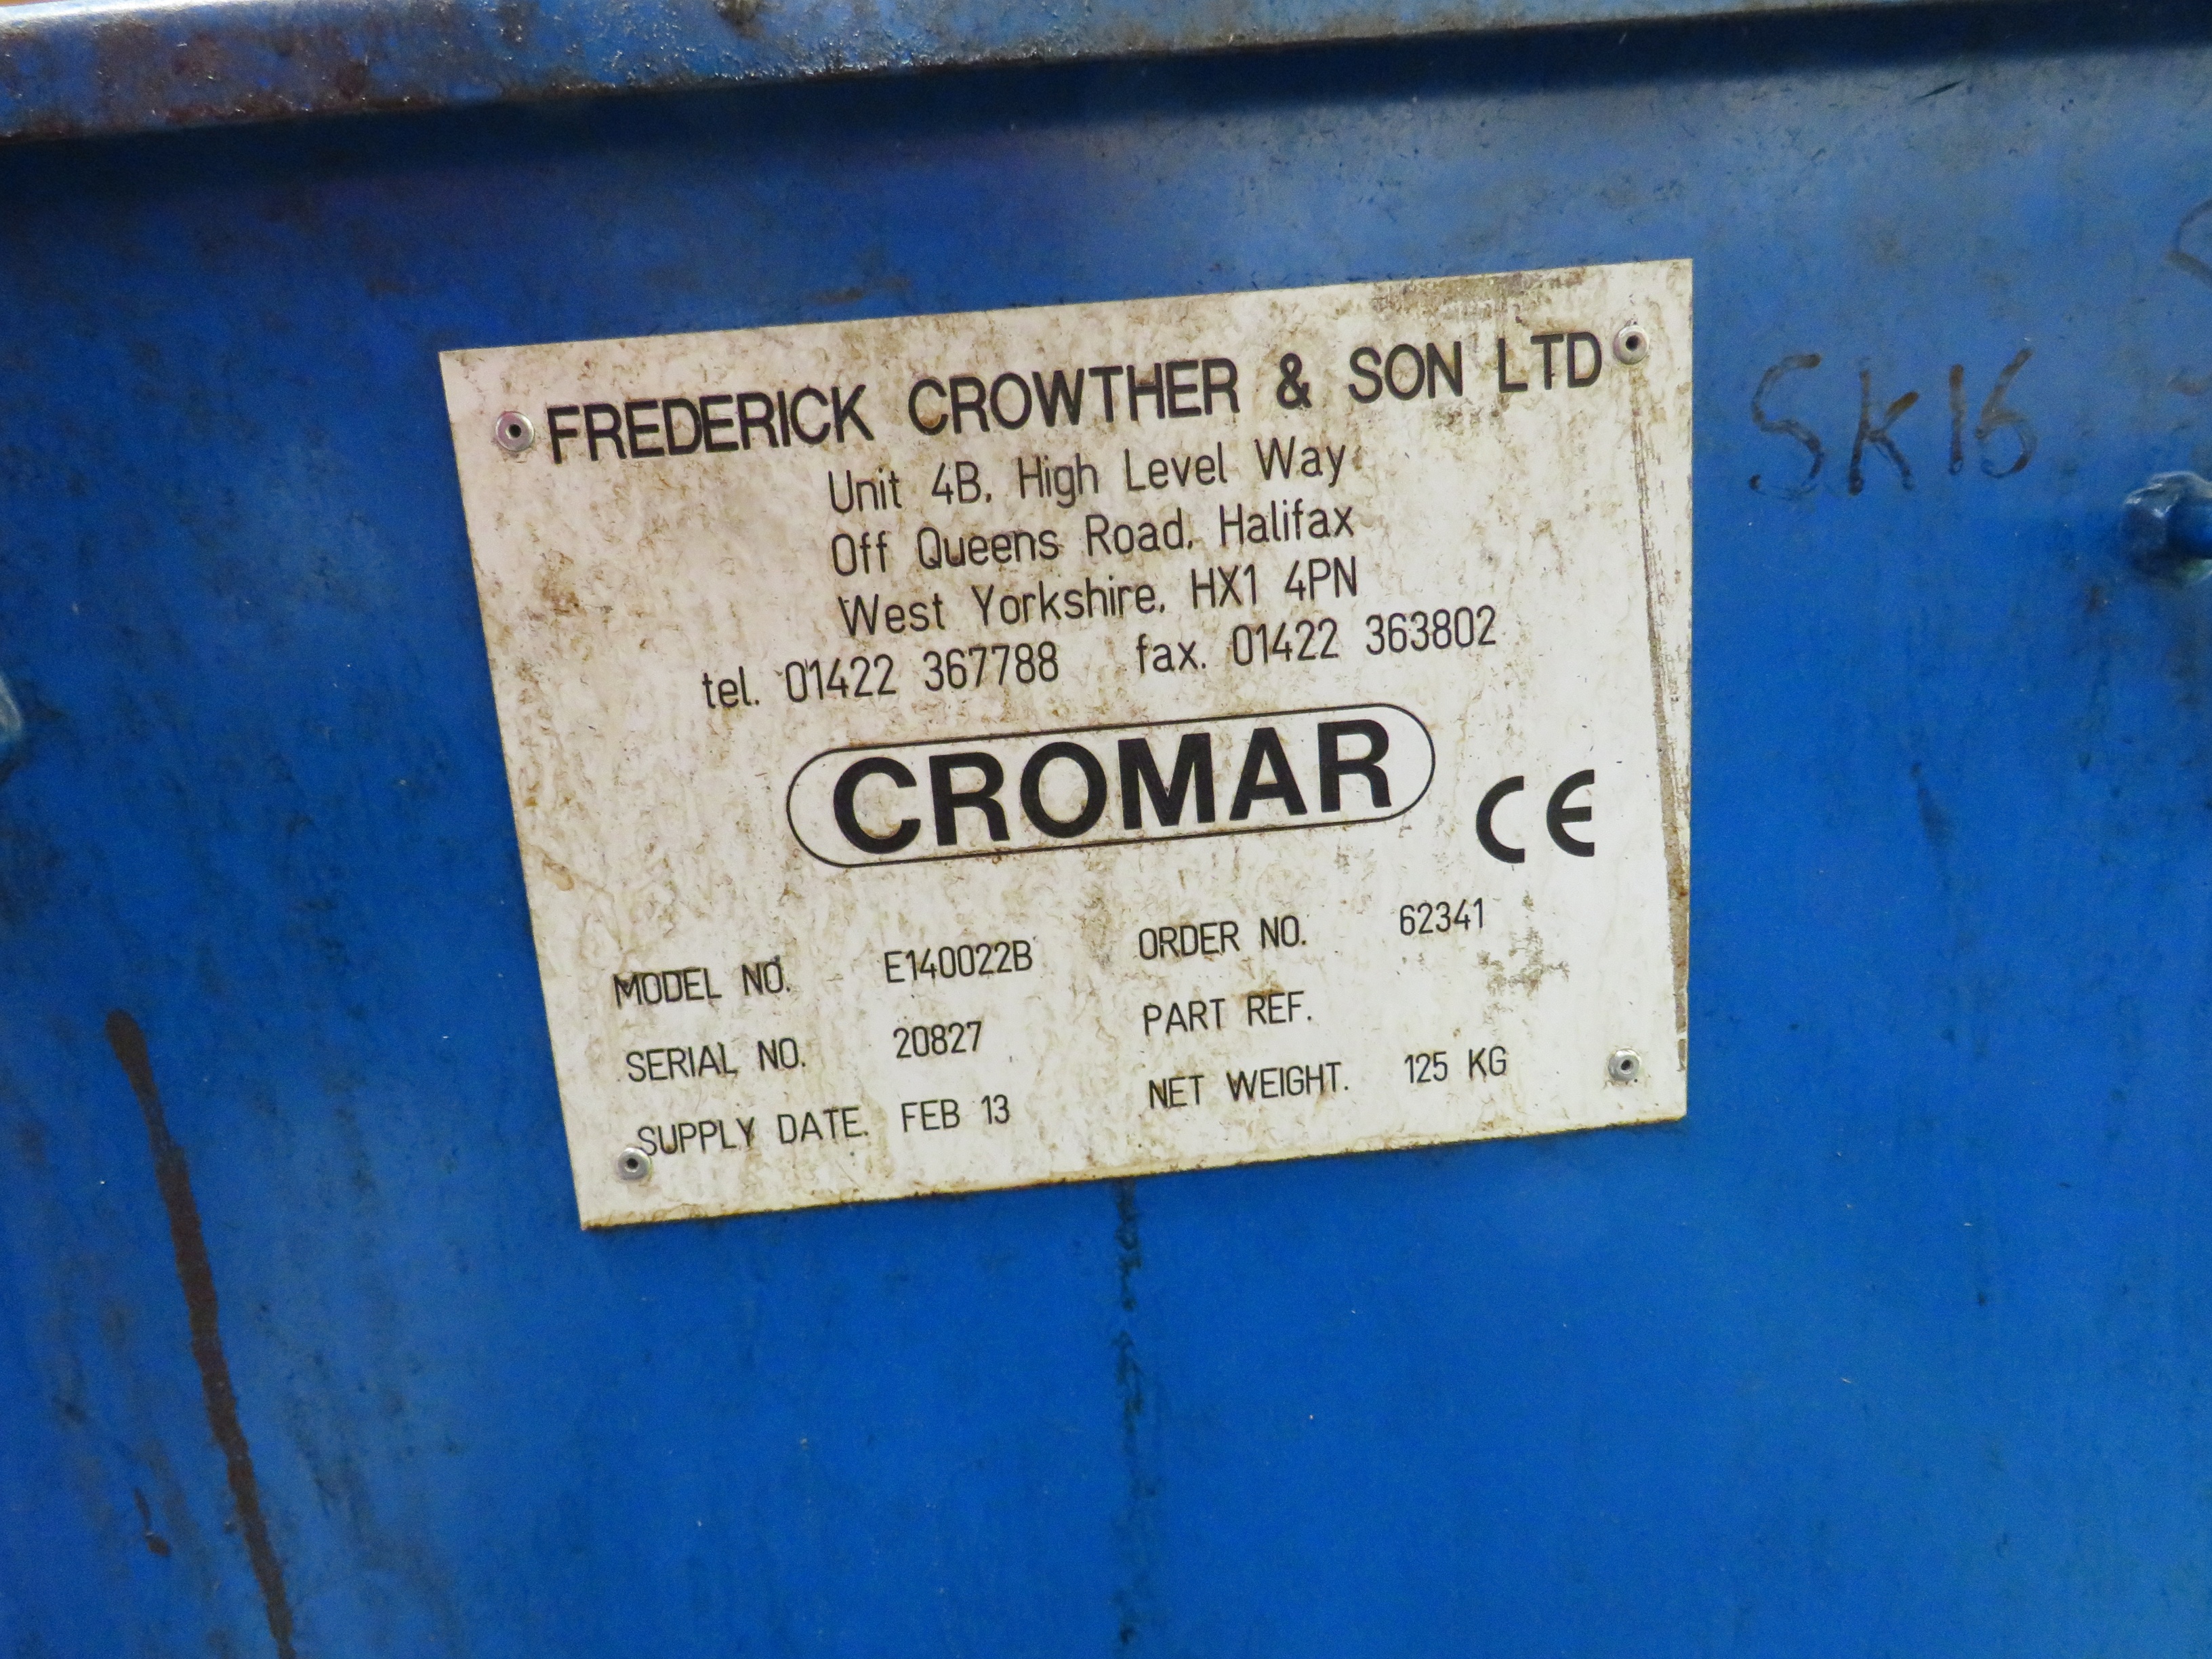 FREDERICK CROWTHER & SON LTD
Unit 4B, High Level Way
Off Queens Road, Halifax
West Yorkshire, HX1 4PN
tel. 01422 367788 fax. 01422 363802
CROMAR
CE
MODEL NO. E140022B ORDER NO. 62341
SERIAL NO. 20827 PART REF.
SUPPLY DATE. FEB 13 NET WEIGHT. 125 KG
SK16